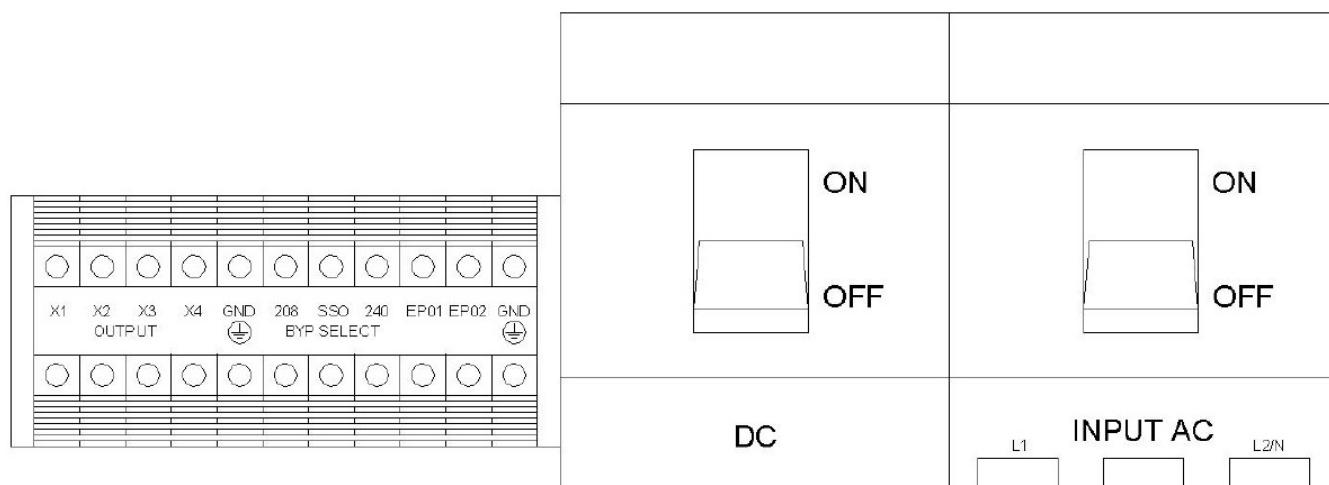 ON
ON
OFF
OFF
X1 X2 X3 X4 GND 208 SSO 240 EP01 EP02 GND
OUTPUT BYP SELECT
DC
INPUT AC
L1 L2/N